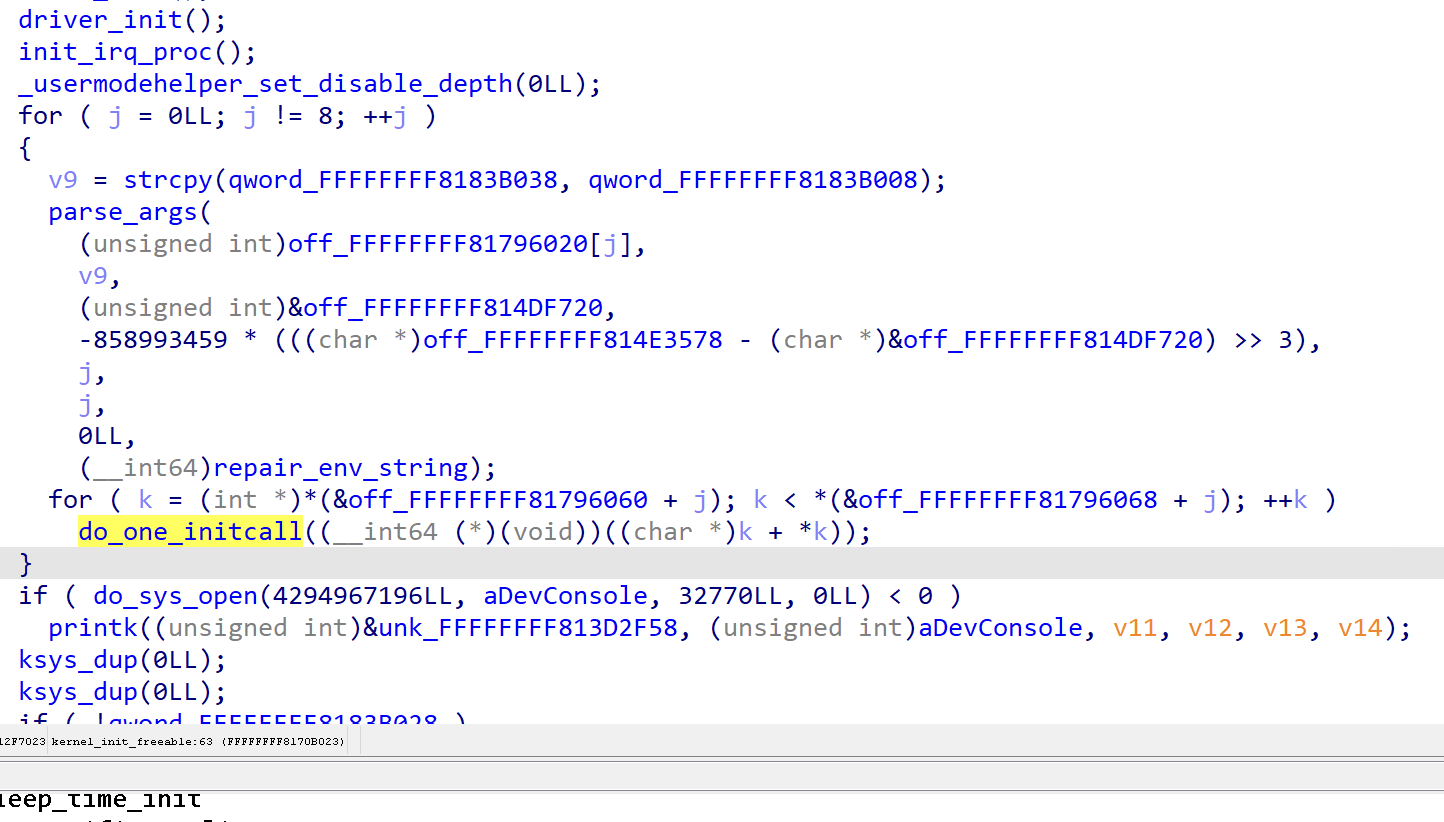 driver_init();
init_irq_proc();
_usermodehelper_set_disable_depth(0LL);
for ( j = 0LL; j != 8; ++j )
{
v9 = strcpy(qword_FFFFFFFF8183B038, qword_FFFFFFFF8183B008);
parse_args(
(unsigned int)off_FFFFFFFF81796020[j],
v9,
(unsigned int)&off_FFFFFFFF814DF720,
-858993459 * (((char *)off_FFFFFFFF814E3578 - (char *)&off_FFFFFFFF814DF720) >> 3),
j,
j,
0LL,
(__int64)repair_env_string);
for ( k = (int *)*(&off_FFFFFFFF81796060 + j); k < *(&off_FFFFFFFF81796068 + j); ++k )
do_one_initcall((__int64 (*)(void))((char *)k + *k));
}
if ( do_sys_open(4294967196LL, aDevConsole, 32770LL, 0LL) < 0 )
printk((unsigned int)&unk_FFFFFFFF813D2F58, (unsigned int)aDevConsole, v11, v12, v13, v14);
ksys_dup(0LL);
ksys_dup(0LL);
if ( !qword_FFFFFFFF8183B028 )
12F7023 kernel_init_freeable:63 (FFFFFFFF8170B023)
leep_time_init